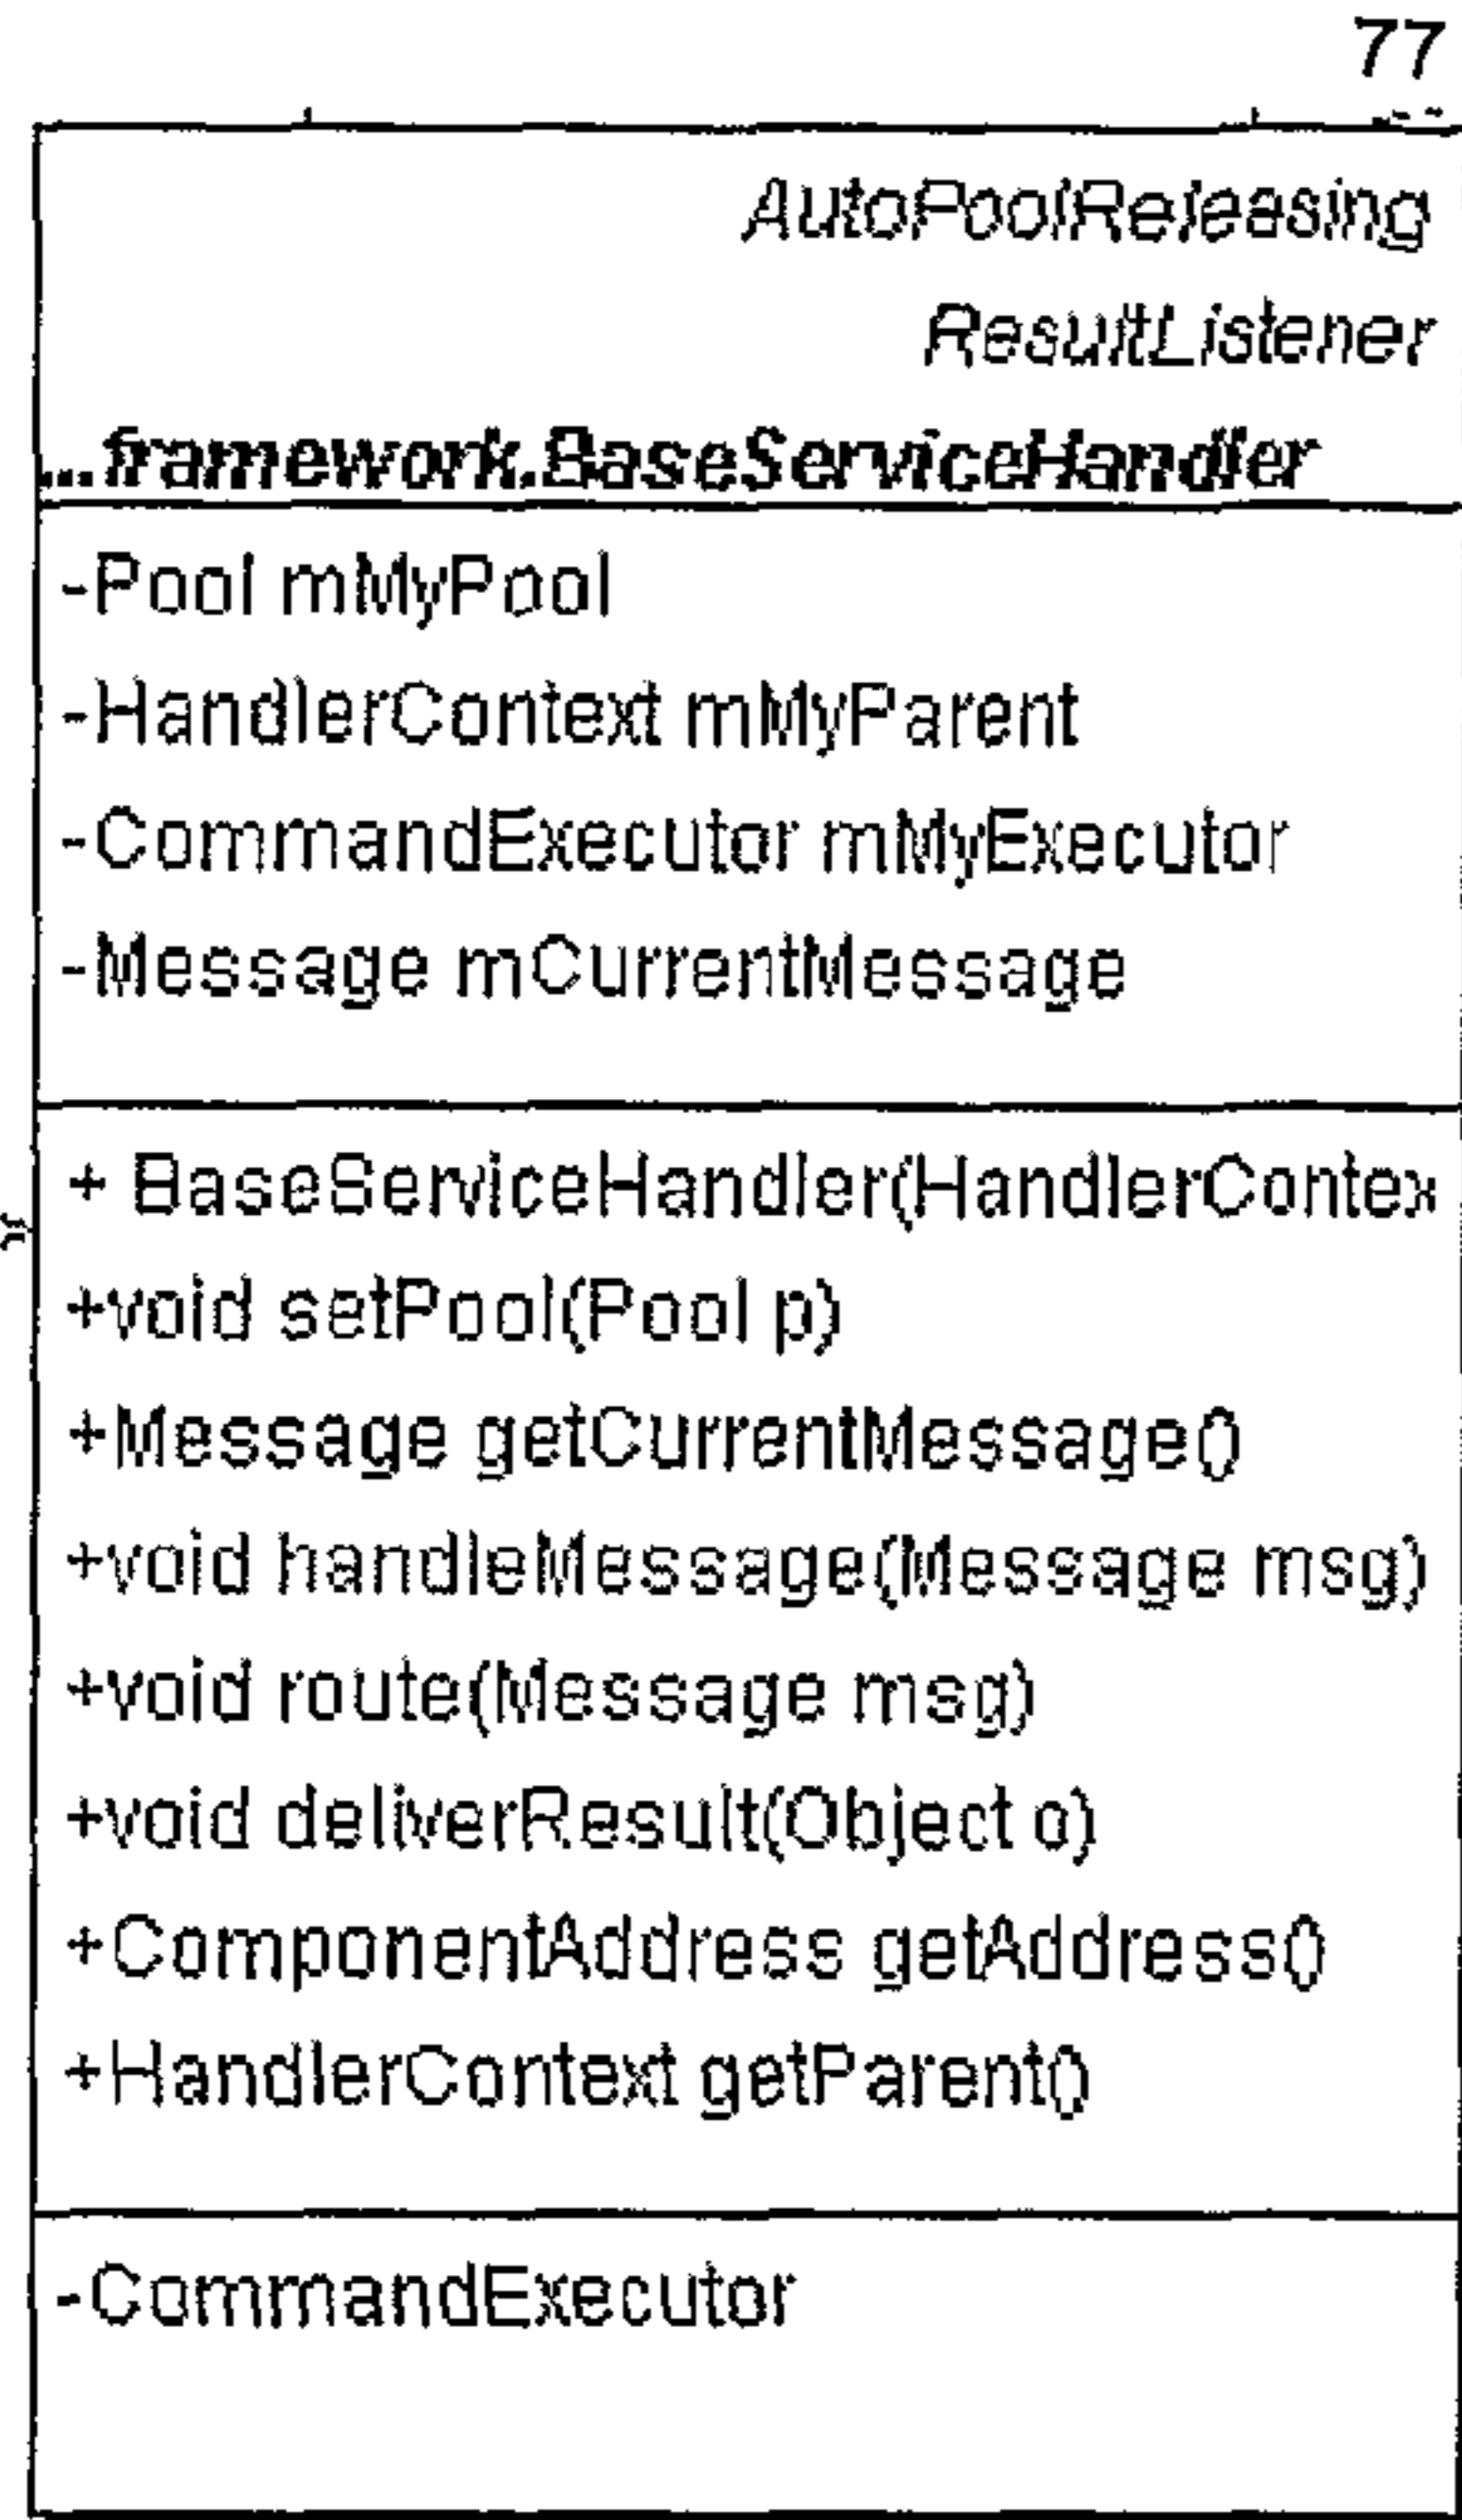 77
AutoPoolReleasing
ResultListener
...framework.BaseServiceHandler
-Pool mMyPool
-HandlerContext mMyParent
-CommandExecutor mMyExecutor
-Message mCurrentMessage
+ BaseServiceHandler(HandlerContex
+void setPool(Pool p)
+Message getCurrentMessage()
+void handleMessage(Message msg)
+void route(Message msg)
+void deliverResult(Object o)
+ComponentAddress getAddress()
+HandlerContext getParent()
-CommandExecutor